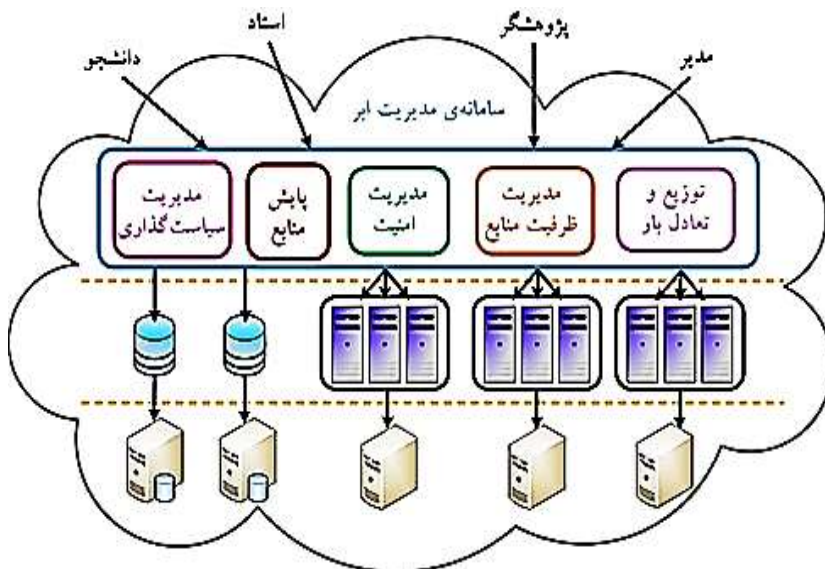 مدیر
پژوهشگر
استاد
دانشجو
سامانه‌ی مدیریت ابر
توزیع و
تعادل بار
مدیریت
ظرفیت منابع
مدیریت
امنیت
پایش
منابع
مدیریت
سیاست‌گذاری